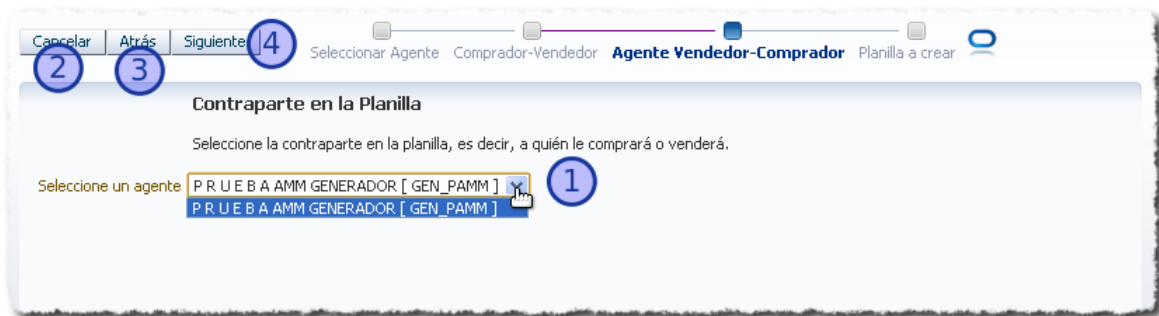 Cancelar Atrás Siguiente 4
2 3
Seleccionar Agente Comprador-Vendedor Agente Vendedor-Comprador Planilla a crear
Contraparte en la Planilla
Seleccione la contraparte en la planilla, es decir, a quién le comprará o venderá.
Seleccione un agente P R U E B A AMM GENERADOR [ GEN_PAMM ] 1
P R U E B A AMM GENERADOR [ GEN_PAMM ]